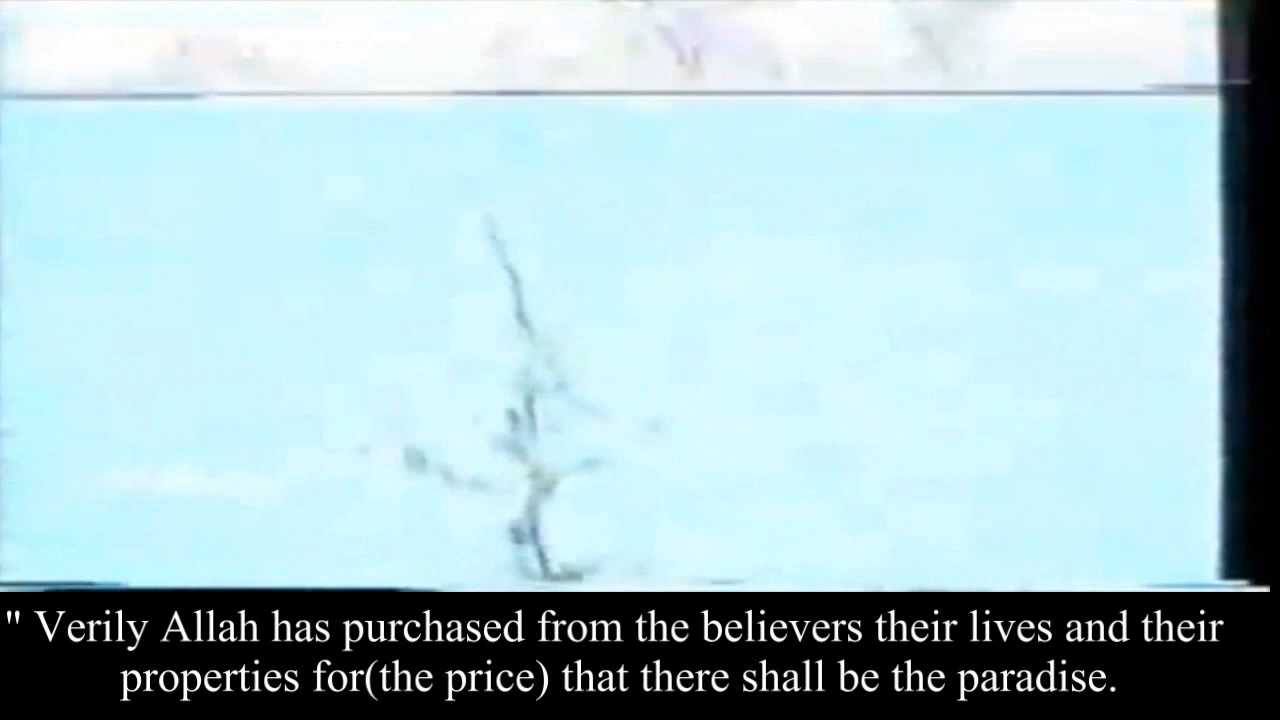 " Verily Allah has purchased from the believers their lives and their
properties for(the price) that there shall be the paradise.